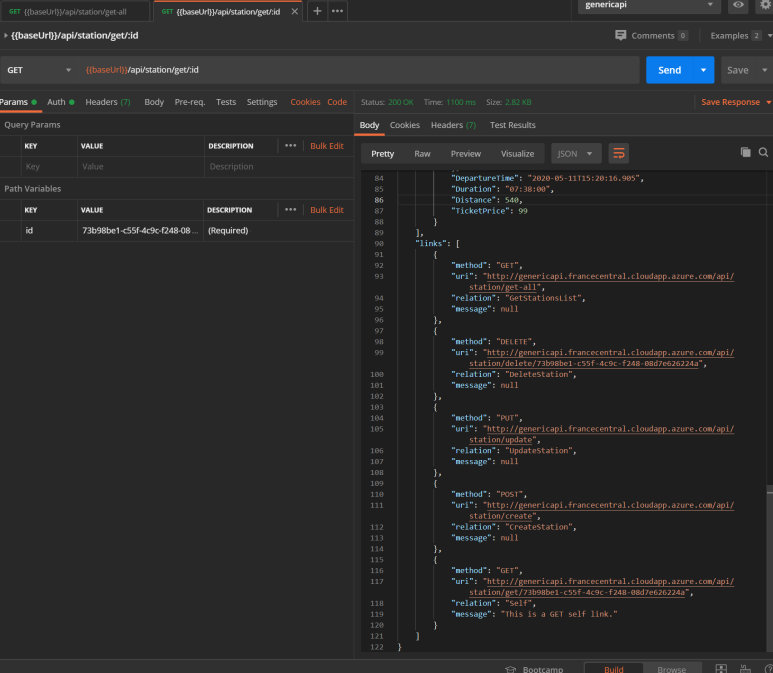 GET {{baseUrl}}/api/station/get-all
GET {{baseUrl}}/api/station/get/:id
genericapi
{{baseUrl}}/api/station/get/:id
Comments 0
Examples 2
GET {{baseUrl}}/api/station/get/:id
Send
Save
Params Auth Headers (7) Body Pre-req. Tests Settings Cookies Code
Status: 200 OK Time: 1100 ms Size: 2.82 KB
Save Response
Query Params
Body Cookies Headers (7) Test Results
KEY VALUE DESCRIPTION Bulk Edit
Key Value Description
Pretty Raw Preview Visualize JSON
Path Variables
KEY VALUE DESCRIPTION Bulk Edit
id 73b98be1-c55f-4c9c-f248-08 ... (Required)
84 "DepartureTime": "2020-05-11T15:20:16.905",
85 "Duration": "07:38:00",
86 "Distance": 540,
87 "TicketPrice": 99
88 }
89 ],
90 "links": [
91 {
92 "method": "GET",
93 "uri": "http://genericapi.francecentral.cloudapp.azure.com/api/
station/get-all",
94 "relation": "GetStationsList",
95 "message": null
96 },
97 {
98 "method": "DELETE",
99 "uri": "http://genericapi.francecentral.cloudapp.azure.com/api/
station/delete/73b98be1-c55f-4c9c-f248-08d7e626224a",
100 "relation": "DeleteStation",
101 "message": null
102 },
103 {
104 "method": "PUT",
105 "uri": "http://genericapi.francecentral.cloudapp.azure.com/api/
station/update",
106 "relation": "UpdateStation",
107 "message": null
108 },
109 {
110 "method": "POST",
111 "uri": "http://genericapi.francecentral.cloudapp.azure.com/api/
station/create",
112 "relation": "CreateStation",
113 "message": null
114 },
115 {
116 "method": "GET",
117 "uri": "http://genericapi.francecentral.cloudapp.azure.com/api/
station/get/73b98be1-c55f-4c9c-f248-08d7e626224a",
118 "relation": "Self",
119 "message": "This is a GET self link."
120 }
121 ]
122 }
Bootcamp Build Browse